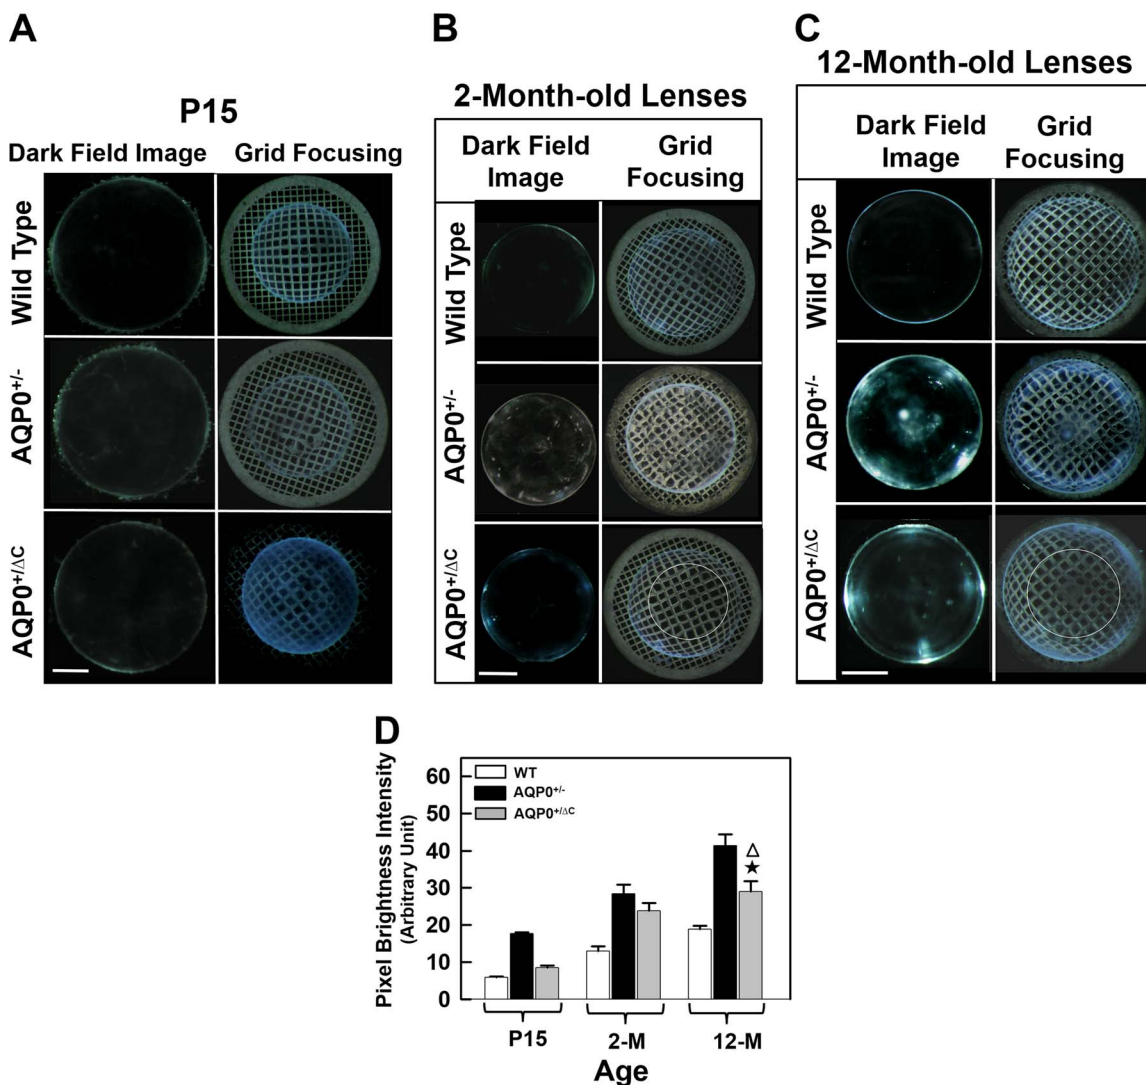 A
P15
Dark Field Image
Grid Focusing
Wild Type
AQP0+/-
AQP0+/ΔC
B
2-Month-old Lenses
Dark Field
Image
Grid
Focusing
Wild Type
AQP0+/-
AQP0+/ΔC
C
12-Month-old Lenses
Dark Field
Image
Grid
Focusing
Wild Type
AQP0+/-
AQP0+/ΔC
D
Pixel Brightness Intensity
(Arbitrary Unit)
60
50
40
30
20
10
0
WT
AQP0+/-
AQP0+/ΔC
Δ
★
P15
2-M
12-M
Age